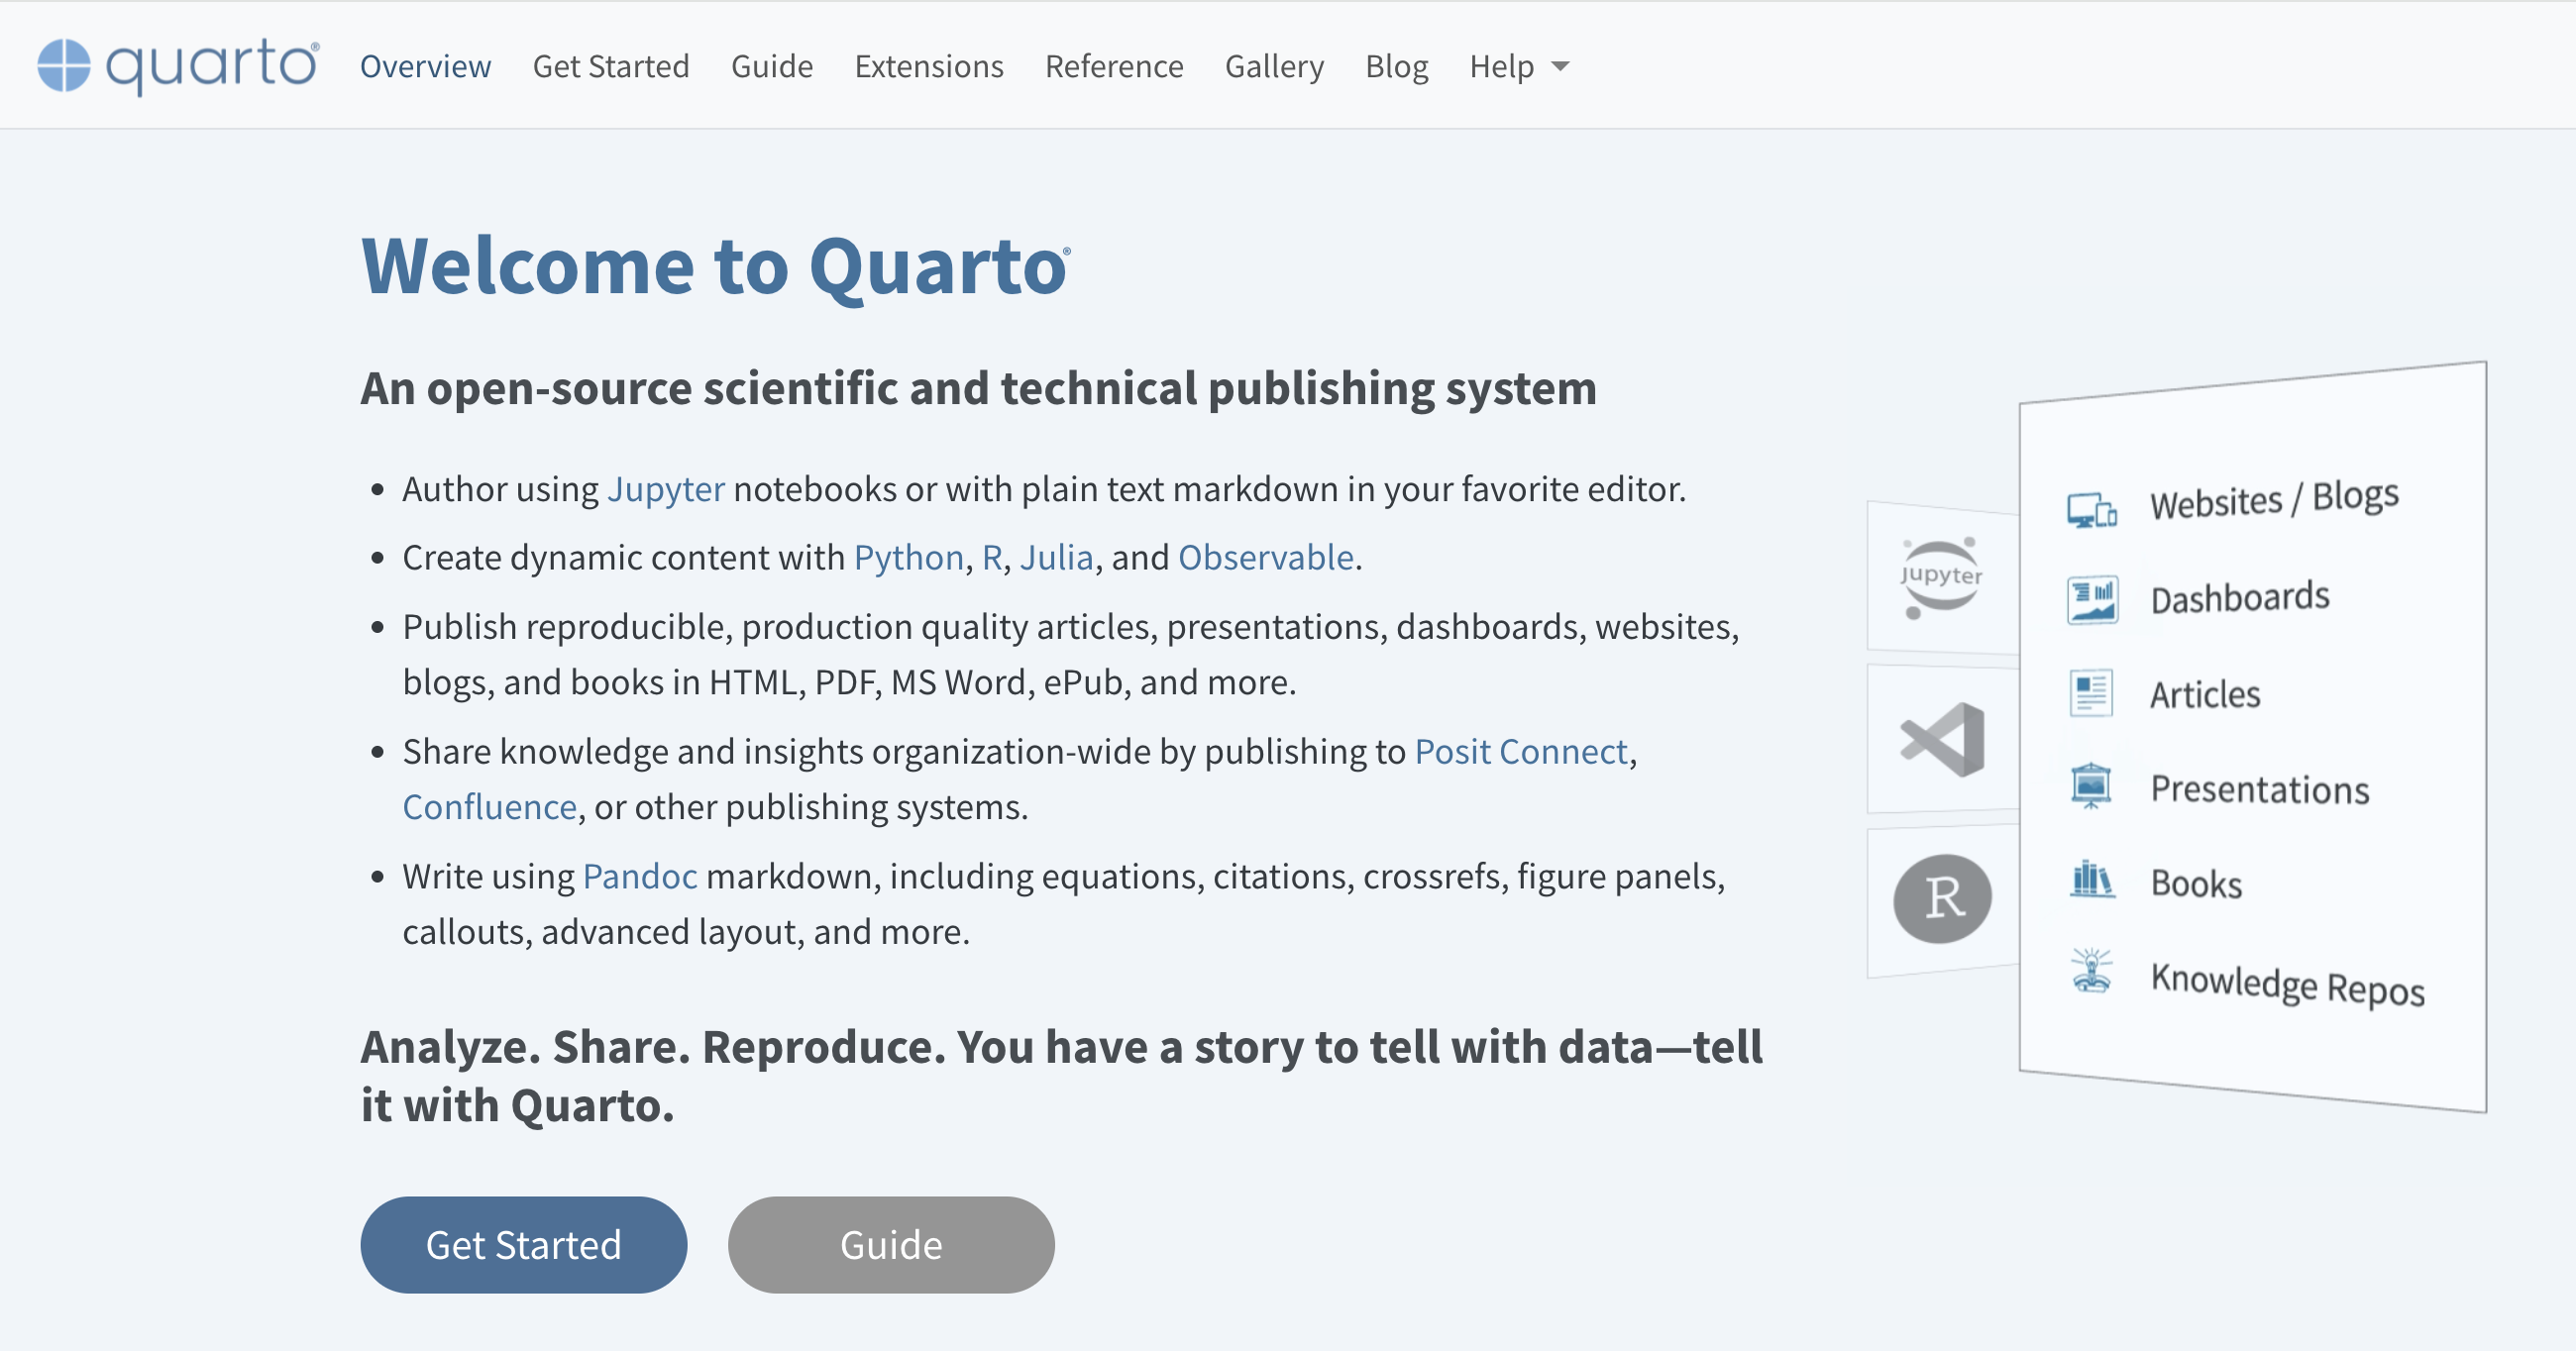 quarto®
Overview Get Started Guide Extensions Reference Gallery Blog Help
Welcome to Quarto®
An open-source scientific and technical publishing system
• Author using Jupyter notebooks or with plain text markdown in your favorite editor.
• Create dynamic content with Python, R, Julia, and Observable.
• Publish reproducible, production quality articles, presentations, dashboards, websites,
blogs, and books in HTML, PDF, MS Word, ePub, and more.
• Share knowledge and insights organization-wide by publishing to Posit Connect,
Confluence, or other publishing systems.
• Write using Pandoc markdown, including equations, citations, crossrefs, figure panels,
callouts, advanced layout, and more.
Analyze. Share. Reproduce. You have a story to tell with data—tell
it with Quarto.
Get Started
Guide
Jupyter
R
Websites / Blogs
Dashboards
Articles
Presentations
Books
Knowledge Repos